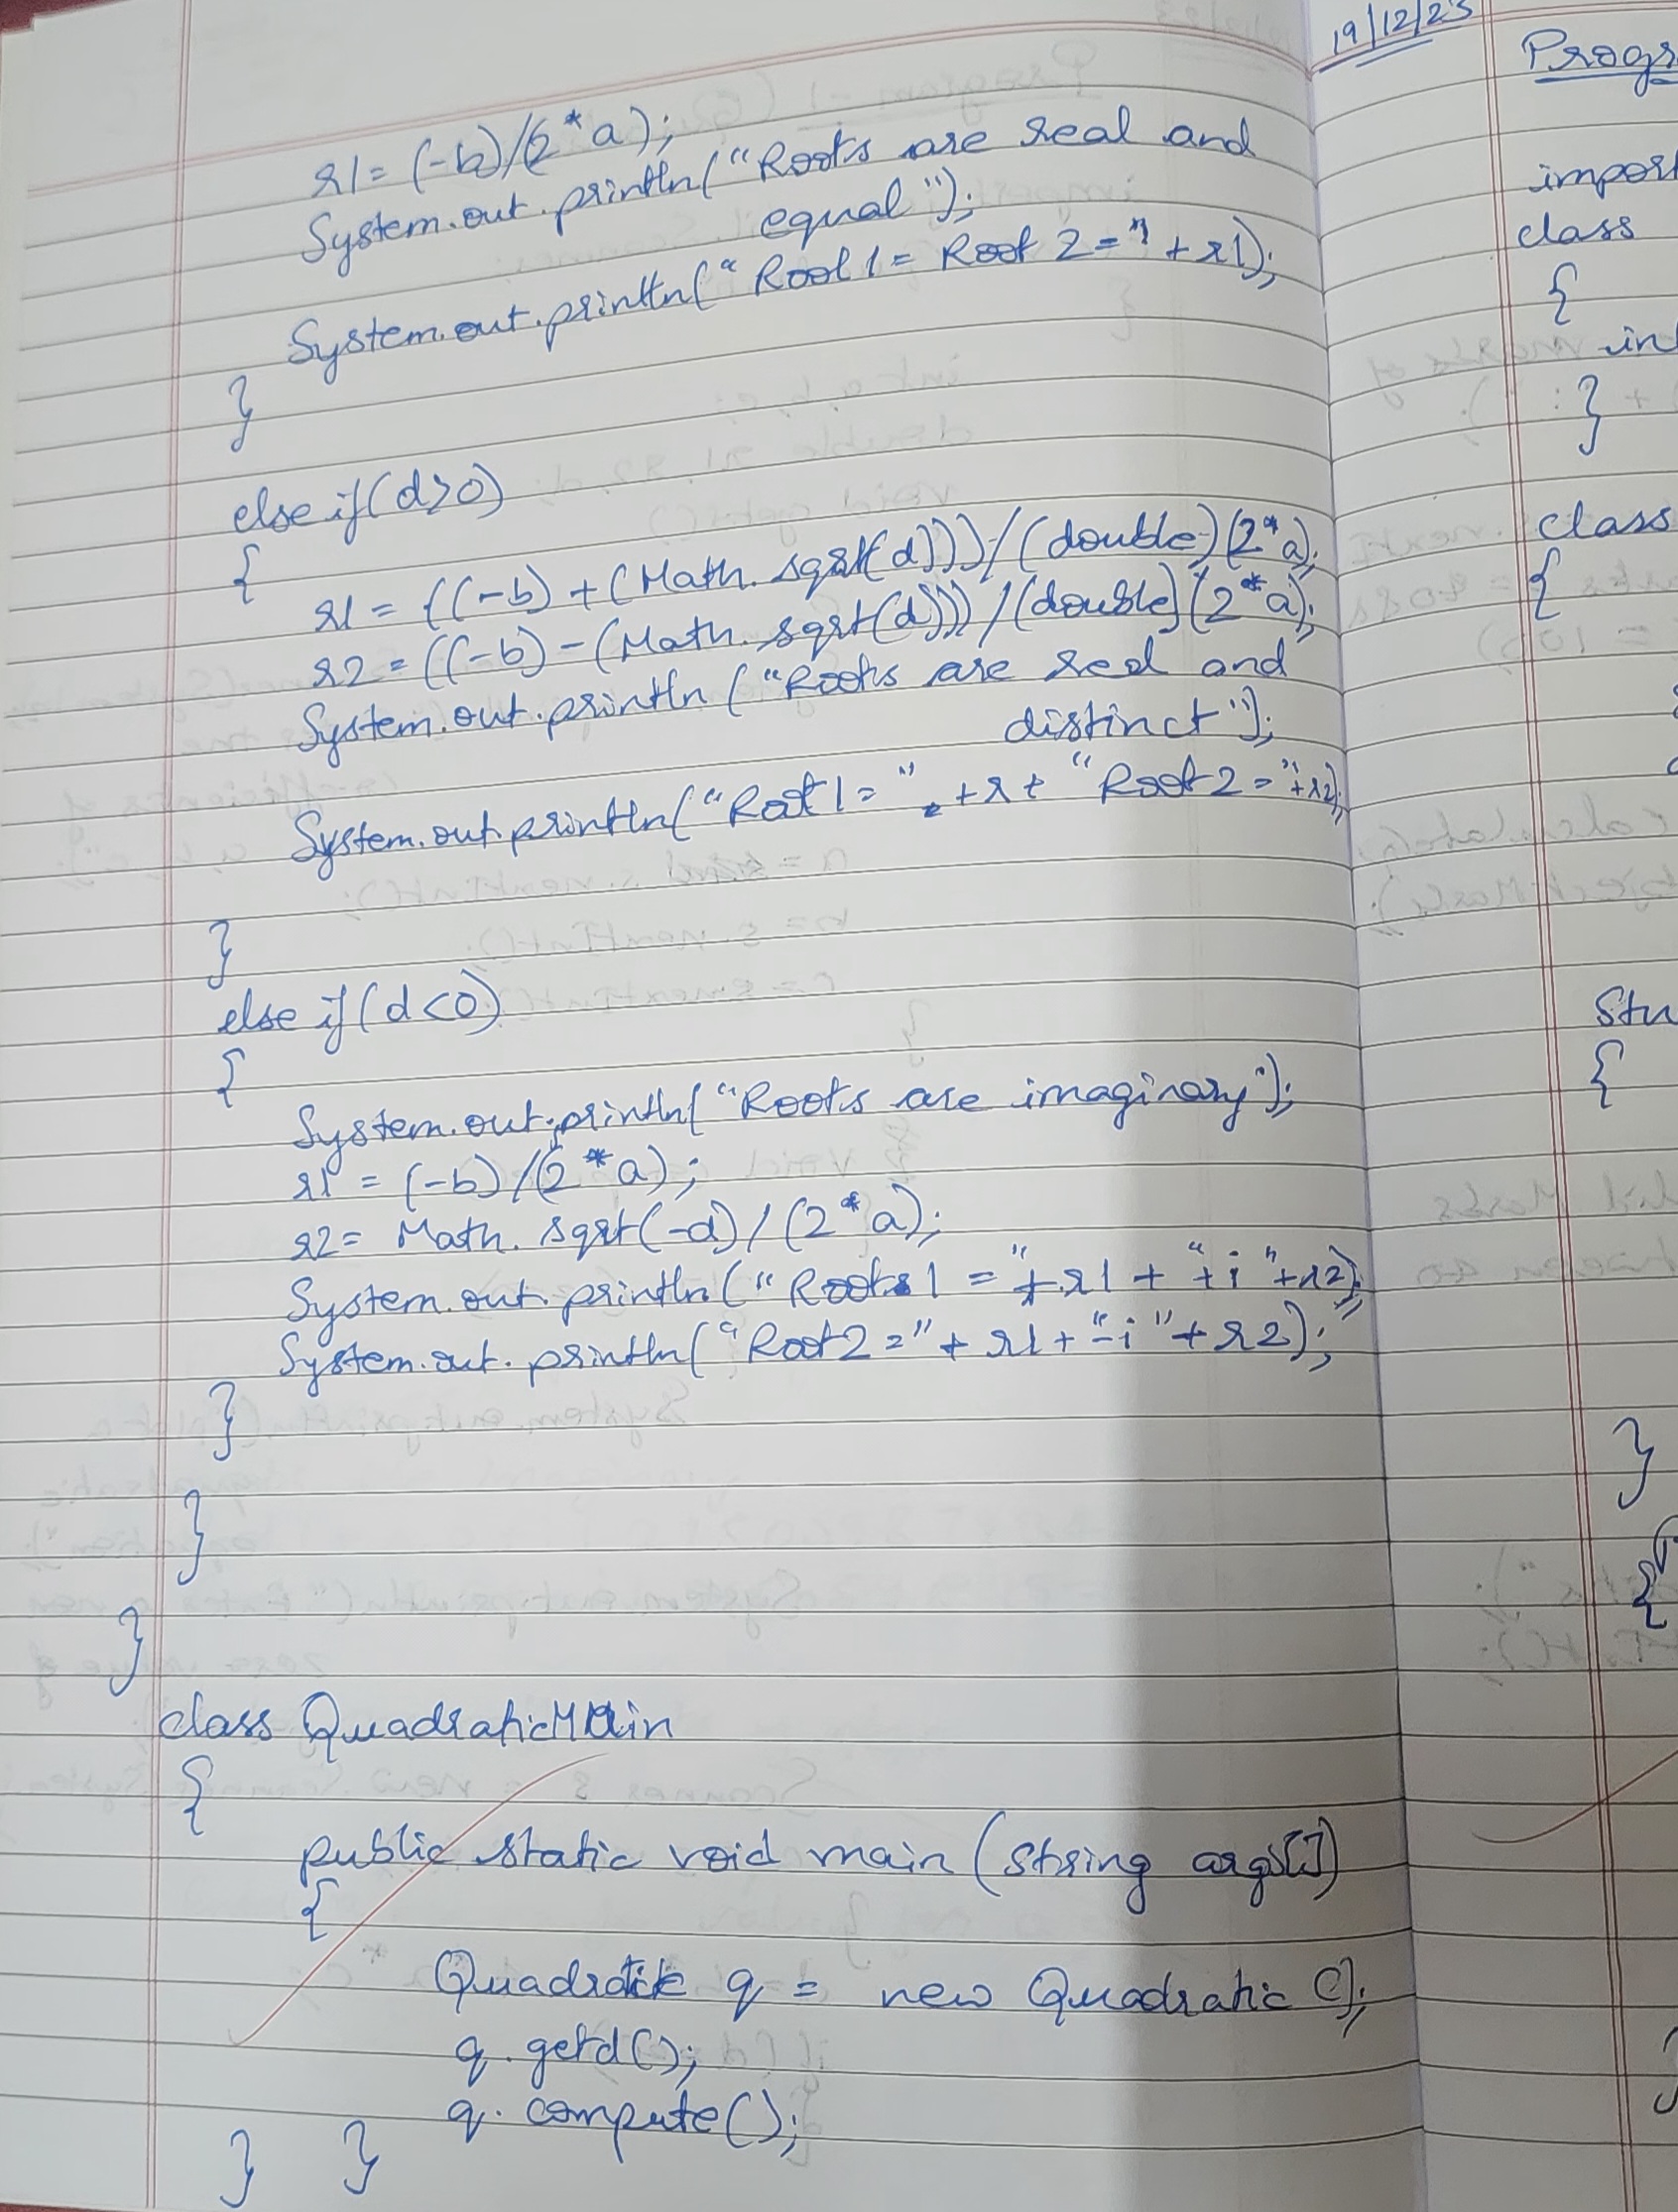 r1 = (-b)/(2*a);
System.out.println("Roots are real and
equal");
System.out.println("Root 1 = Root 2 = " + r1);
}
else if(d>0)
{
r1 = ((-b) + (Math.sqrt(d)))/(double)(2*a);
r2 = ((-b) - (Math.sqrt(d)))/(double)(2*a);
System.out.println("Roots are real and
distinct");
System.out.println("Root 1 = " + r + "Root 2 = " + r2);
}
else if(d<0)
{
System.out.println("Roots are imaginary");
r1 = (-b)/(2*a);
r2 = Math.sqrt(-d)/(2*a);
System.out.println("Root 1 = " + r1 + "+i" + r2);
System.out.println("Root 2 = " + r1 + "-i" + r2);
}
}
}
class QuadraticMain
{
public static void main (String args[])
{
Quadratic q = new Quadratic();
q.getd();
q.compute();
} }
19/12/23
Progr
import
class
{
in
}
class
{
Stu
{
}
{
}